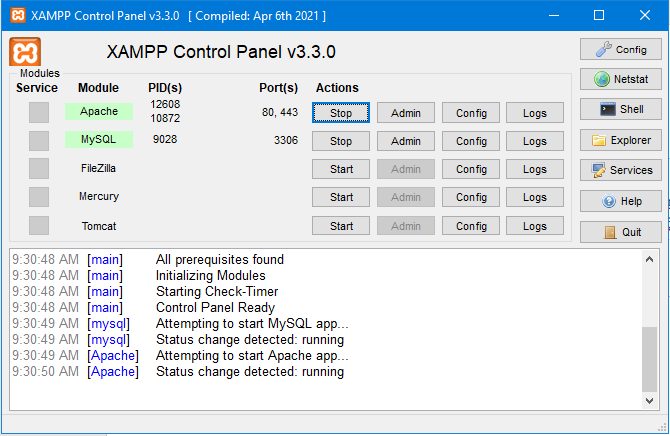 XAMPP Control Panel v3.3.0 [ Compiled: Apr 6th 2021 ]
XAMPP Control Panel v3.3.0
Config
Modules
Service Module PID(s) Port(s) Actions
Netstat
Apache 12608 10872 80, 443 Stop Admin Config Logs
Shell
MySQL 9028 3306 Stop Admin Config Logs
Explorer
FileZilla Start Admin Config Logs
Services
Mercury Start Admin Config Logs
Help
Tomcat Start Admin Config Logs
Quit
9:30:48 AM [main] All prerequisites found
9:30:48 AM [main] Initializing Modules
9:30:48 AM [main] Starting Check-Timer
9:30:48 AM [main] Control Panel Ready
9:30:49 AM [mysql] Attempting to start MySQL app...
9:30:49 AM [mysql] Status change detected: running
9:30:49 AM [Apache] Attempting to start Apache app...
9:30:50 AM [Apache] Status change detected: running